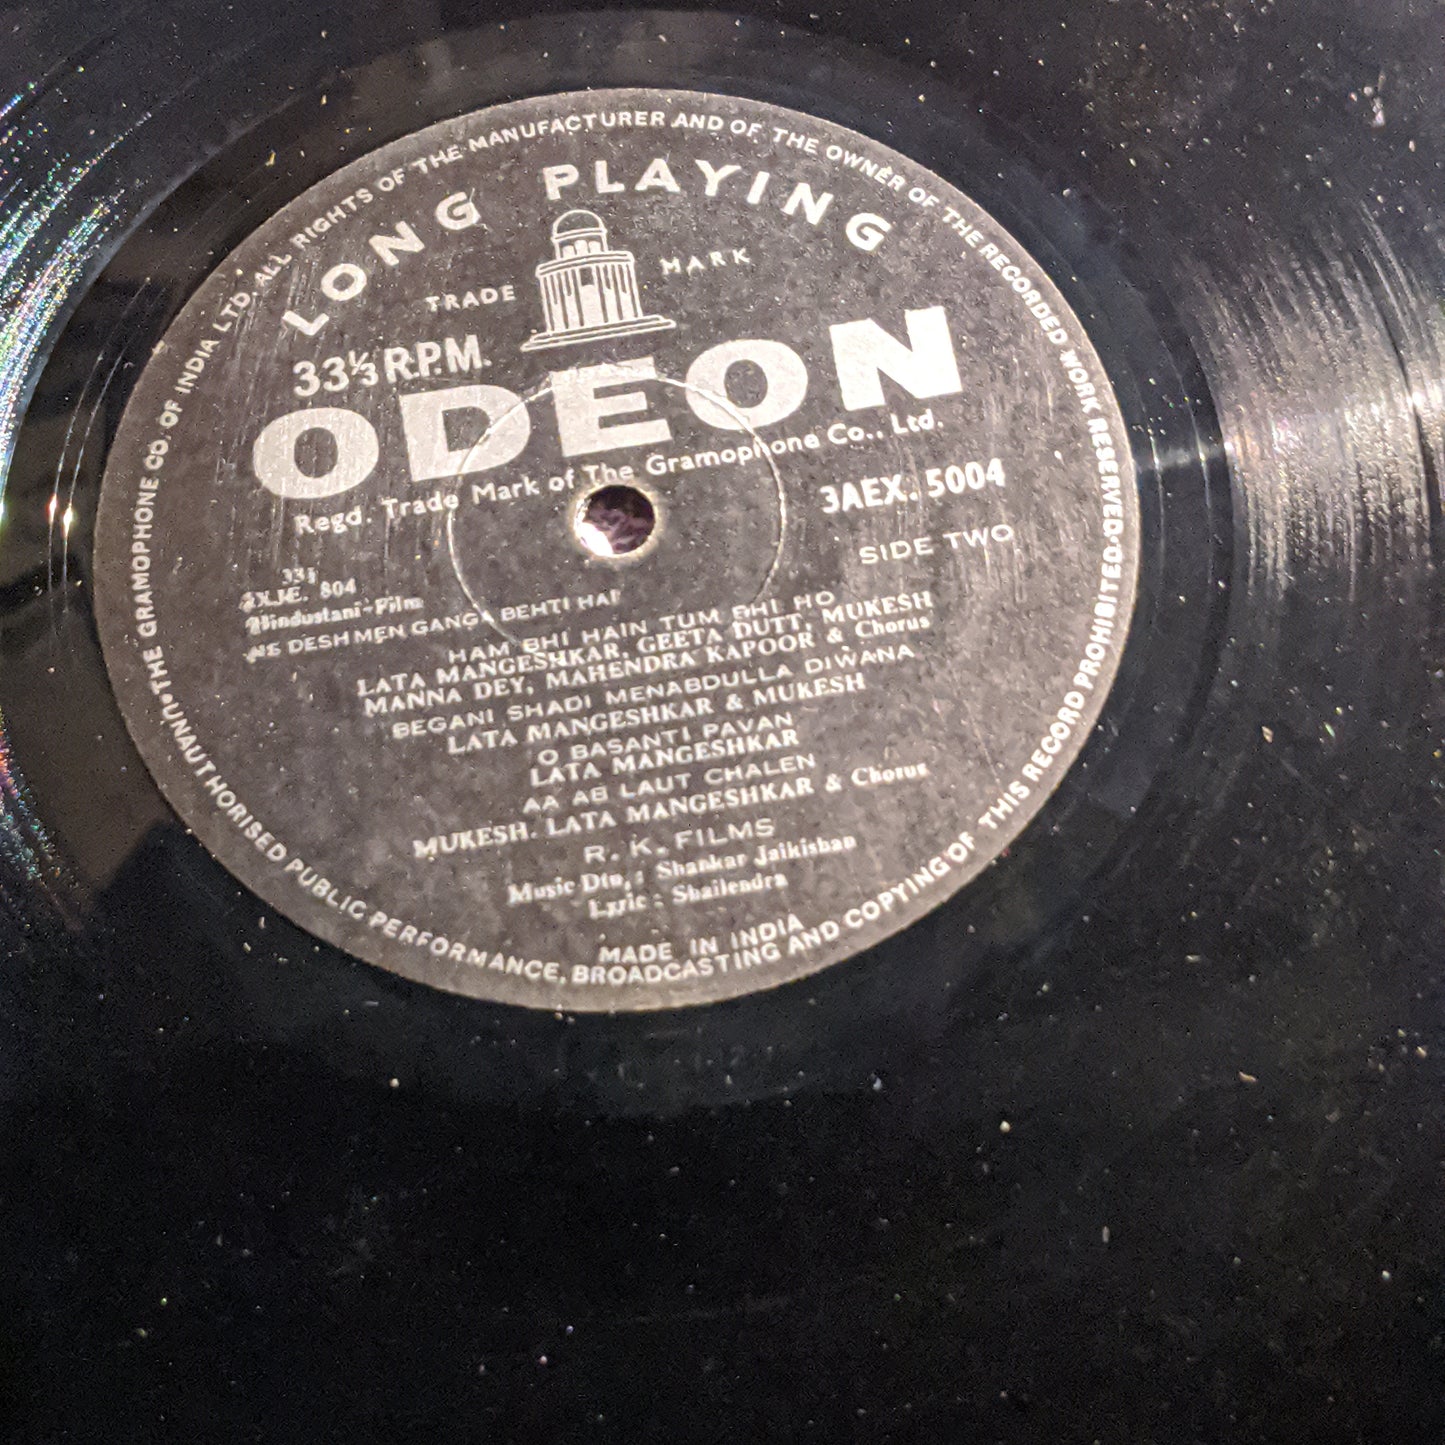 THE GRAMOPHONE CO. OF INDIA LTD. ALL RIGHTS OF THE MANUFACTURER AND OF THE OWNER OF THE RECORDED WORK RESERVED•
UNAUTHORISED PUBLIC PERFORMANCE, BROADCASTING AND COPYING OF THIS RECORD PROHIBITED•
LONG PLAYING
TRADE MARK
33⅓ R.P.M.
ODEON
Regd. Trade Mark of The Gramophone Co., Ltd.
3AEX. 5004
SIDE TWO
331
804
Hindustani-Film
DESH MEN GANGA BEHTI HAI
HAM BHI HAIN TUM BHI HO
LATA MANGESHKAR, GEETA DUTT, MUKESH
MANNA DEY, MAHENDRA KAPOOR & Chorus
BEGANI SHADI MENABDULLA DIWANA
LATA MANGESHKAR & MUKESH
O BASANTI PAVAN
LATA MANGESHKAR
AA AB LAUT CHALEN
MUKESH, LATA MANGESHKAR & Chorus
R. K. FILMS
Music Dtn.: Shankar Jaikishan
Lyric : Shailendra
MADE IN INDIA